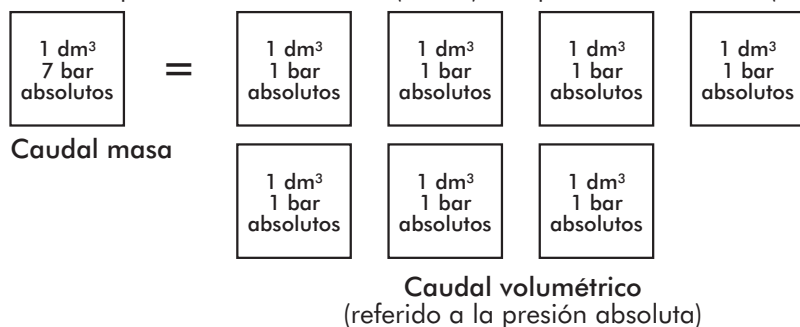 1 dm³
7 bar
absolutos
=
1 dm³
1 bar
absolutos
1 dm³
1 bar
absolutos
1 dm³
1 bar
absolutos
1 dm³
1 bar
absolutos
Caudal masa
1 dm³
1 bar
absolutos
1 dm³
1 bar
absolutos
1 dm³
1 bar
absolutos
Caudal volumétrico
(referido a la presión absoluta)